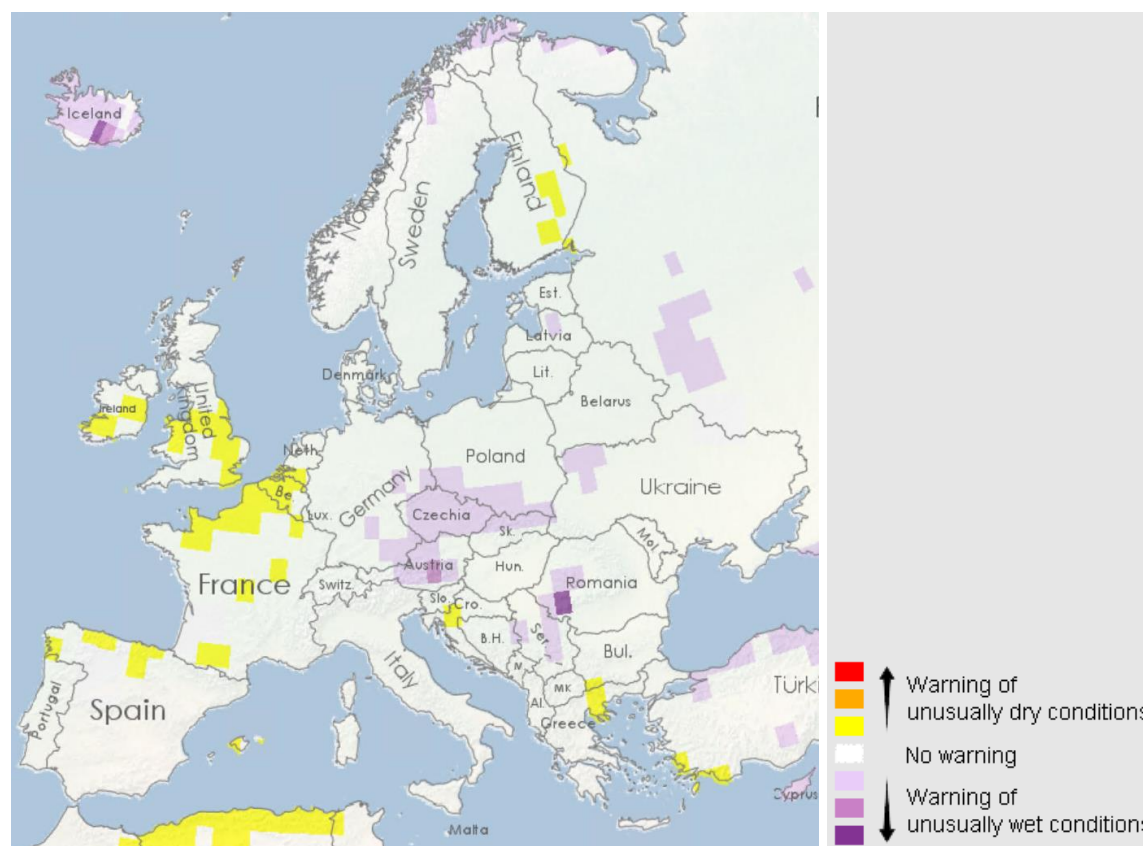 Iceland
Norway
Sweden
Finland
Est.
Latvia
Lit.
Denmark
Belarus
Ireland
United
Kingdom
Neth.
Poland
Be.
Germany
Ukraine
Lux.
Czechia
Sk.
Mol.
Austria
Hun.
France
Switz.
Romania
Slo.
Cro.
B.H.
Ser.
Bul.
Italy
M.
MK
Al.
Türki
Portugal
Spain
Greece
Cyprus
Malta
Warning of
unusually dry conditions
No warning
Warning of
unusually wet conditions